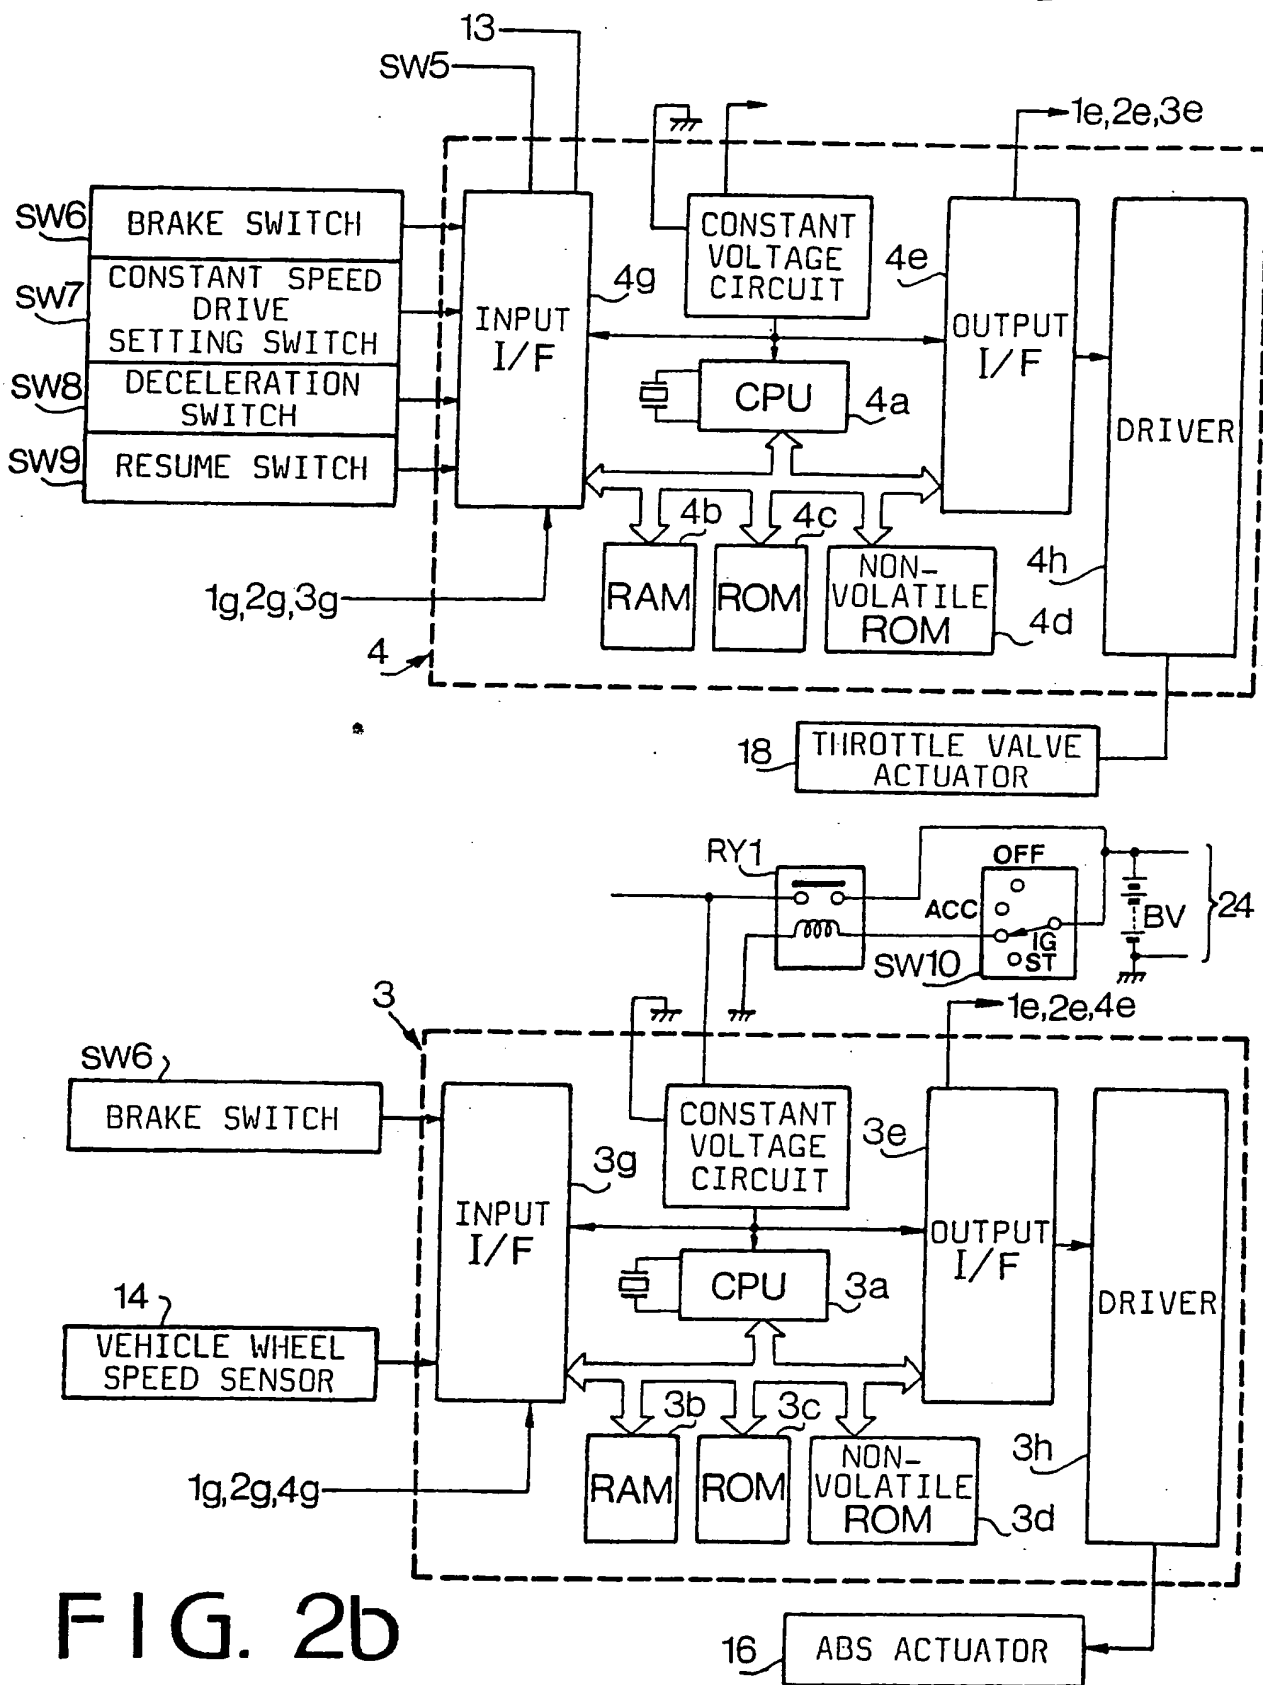 13
SW5
1e,2e,3e
SW6
BRAKE SWITCH
SW7
CONSTANT SPEED
DRIVE
SETTING SWITCH
SW8
DECELERATION
SWITCH
SW9
RESUME SWITCH
INPUT
I/F
4g
CONSTANT
VOLTAGE
CIRCUIT
4e
OUTPUT
I/F
CPU
4a
DRIVER
4b
4c
RAM
ROM
NON-
VOLATILE
ROM
4d
4h
1g,2g,3g
4
18
THROTTLE VALVE
ACTUATOR
RY1
OFF
ACC
IG
ST
SW10
BV
24
3
1e,2e,4e
SW6
BRAKE SWITCH
INPUT
I/F
3g
CONSTANT
VOLTAGE
CIRCUIT
3e
OUTPUT
I/F
CPU
3a
DRIVER
14
VEHICLE WHEEL
SPEED SENSOR
3b
3c
RAM
ROM
NON-
VOLATILE
ROM
3d
3h
1g,2g,4g
FIG. 2b
16
ABS ACTUATOR